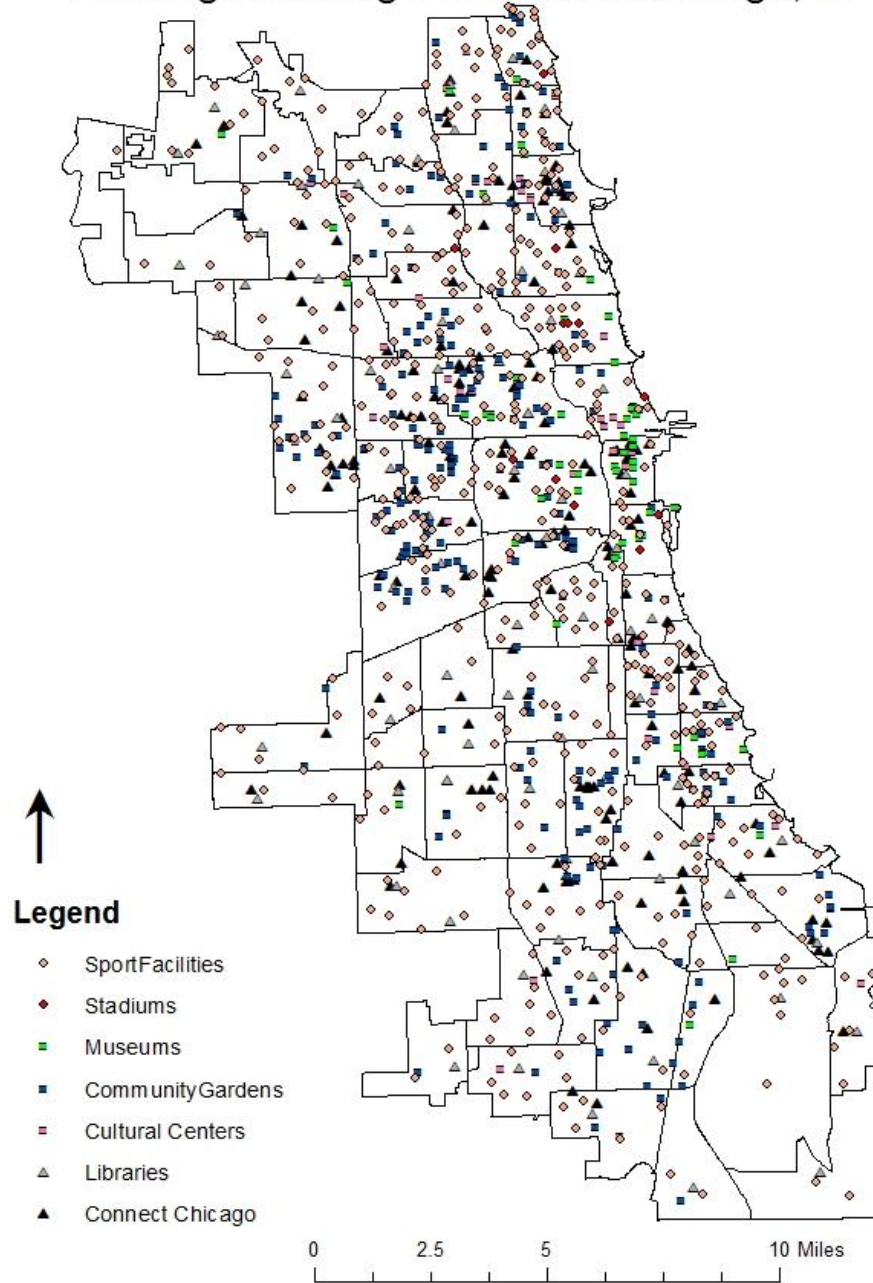 Legend
SportFacilities
Stadiums
Museums
CommunityGardens
Cultural Centers
Libraries
Connect Chicago
0 2.5 5 10 Miles